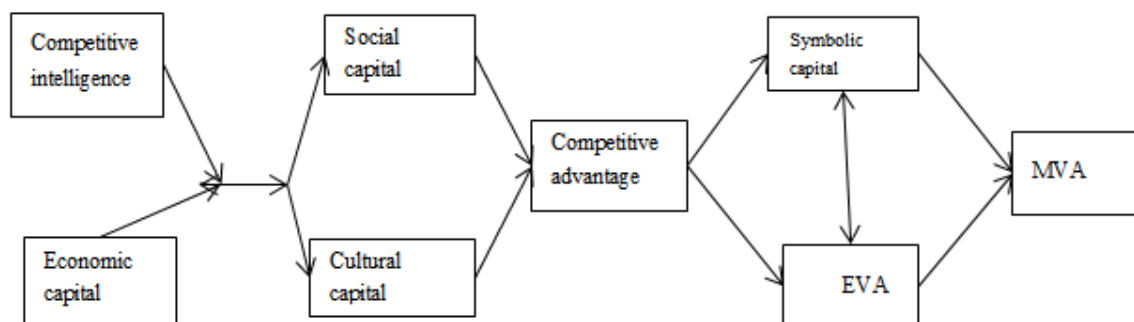 Competitive
intelligence
Economic
capital
Social
capital
Cultural
capital
Competitive
advantage
Symbolic
capital
EVA
MVA